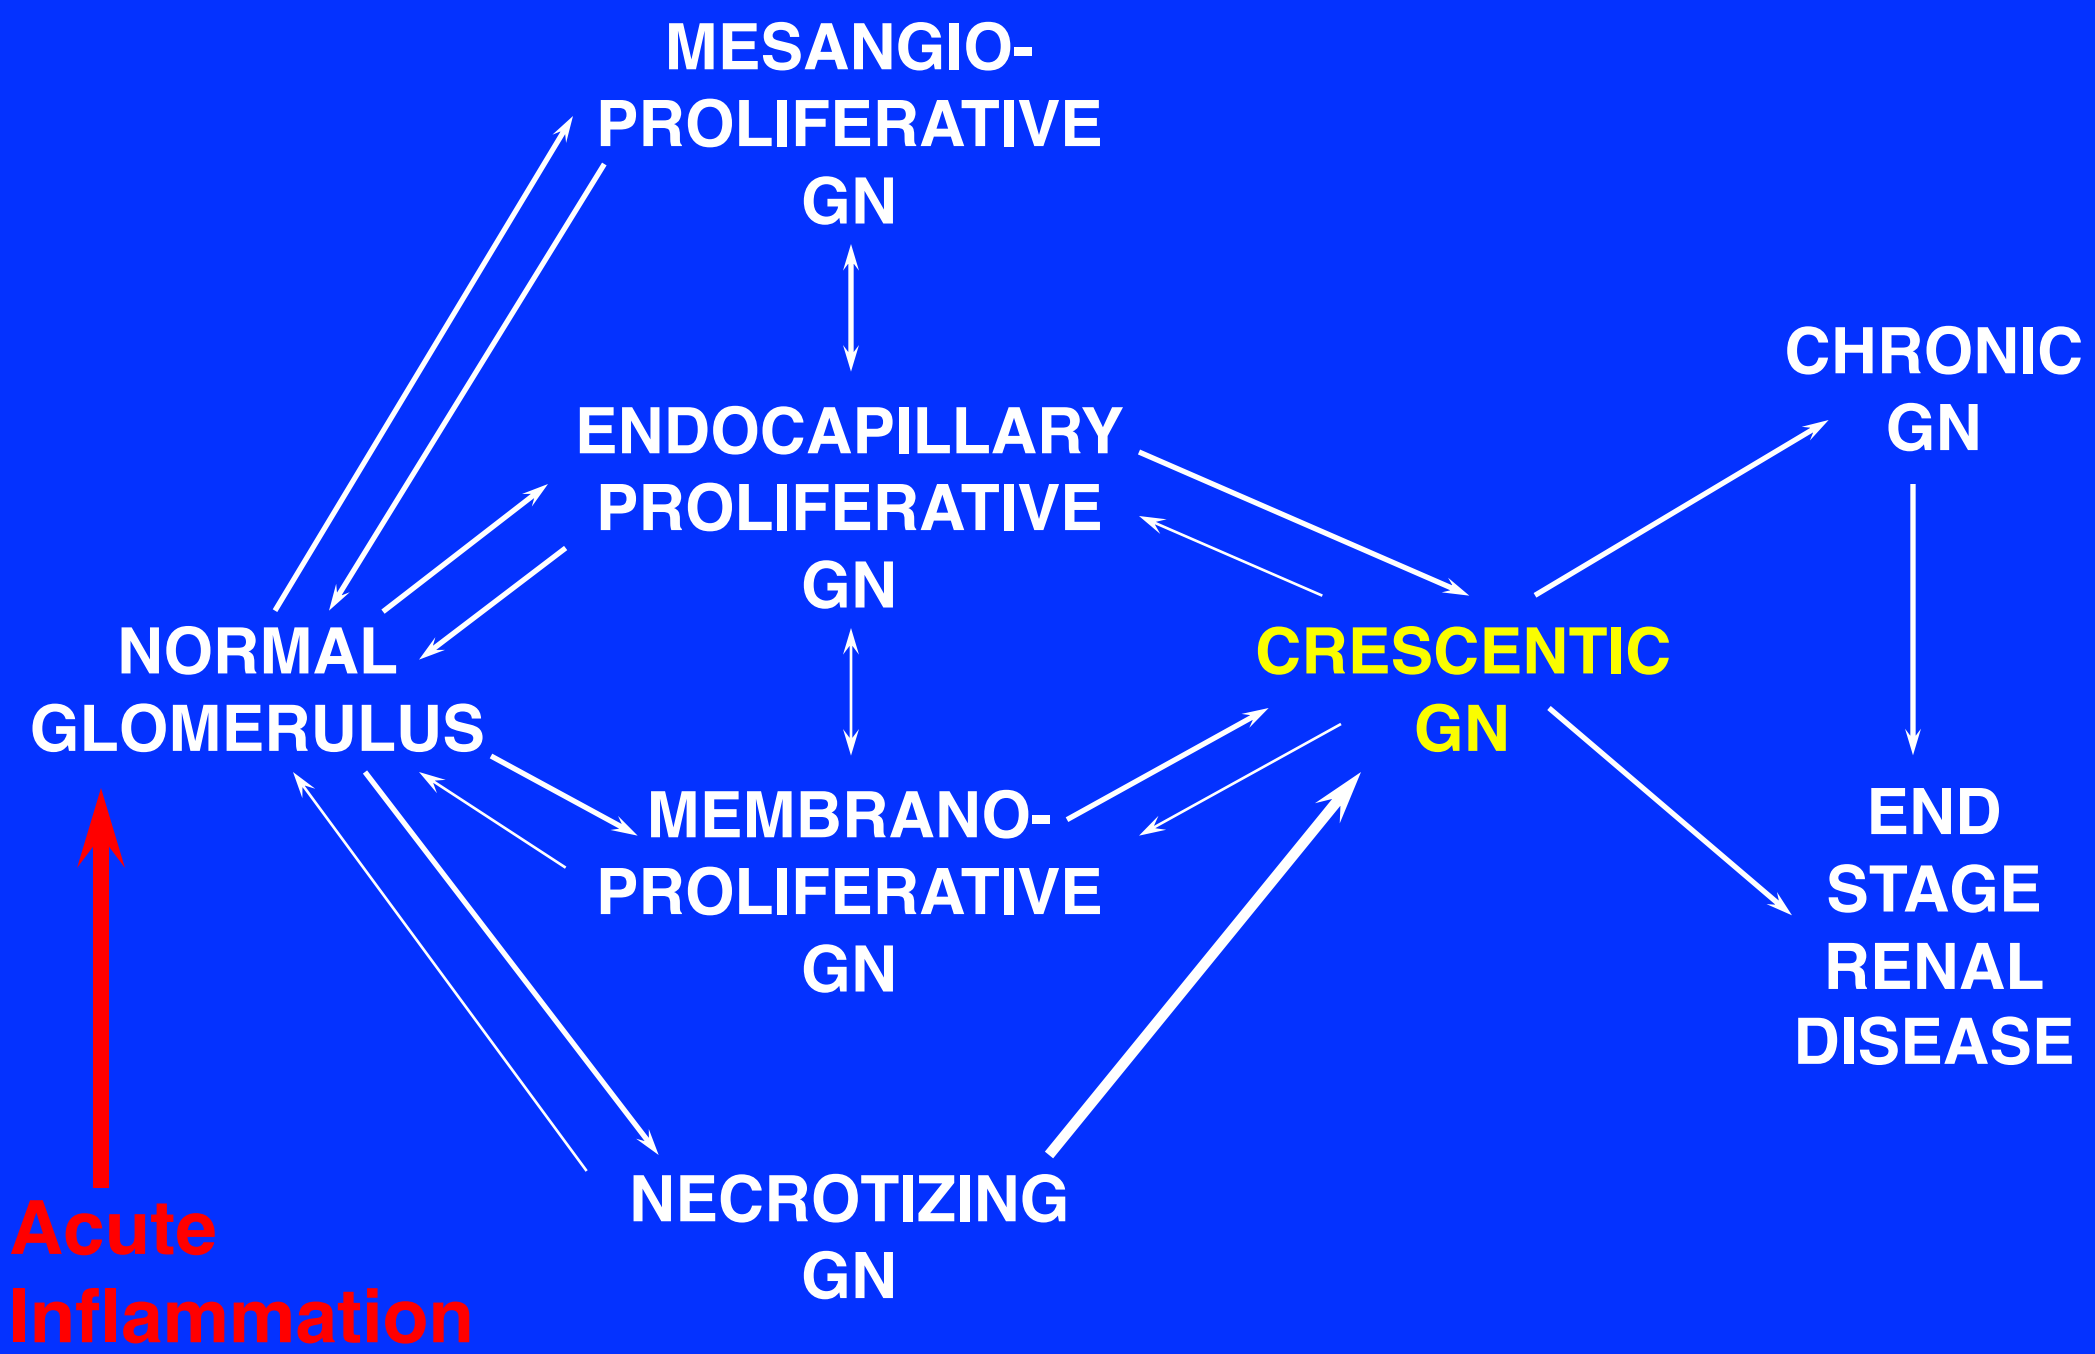 MESANGIO-
PROLIFERATIVE
GN
ENDOCAPILLARY
PROLIFERATIVE
GN
NORMAL
GLOMERULUS
MEMBRANO-
PROLIFERATIVE
GN
NECROTIZING
GN
CRESCENTIC
GN
CHRONIC
GN
END
STAGE
RENAL
DISEASE
Acute
Inflammation